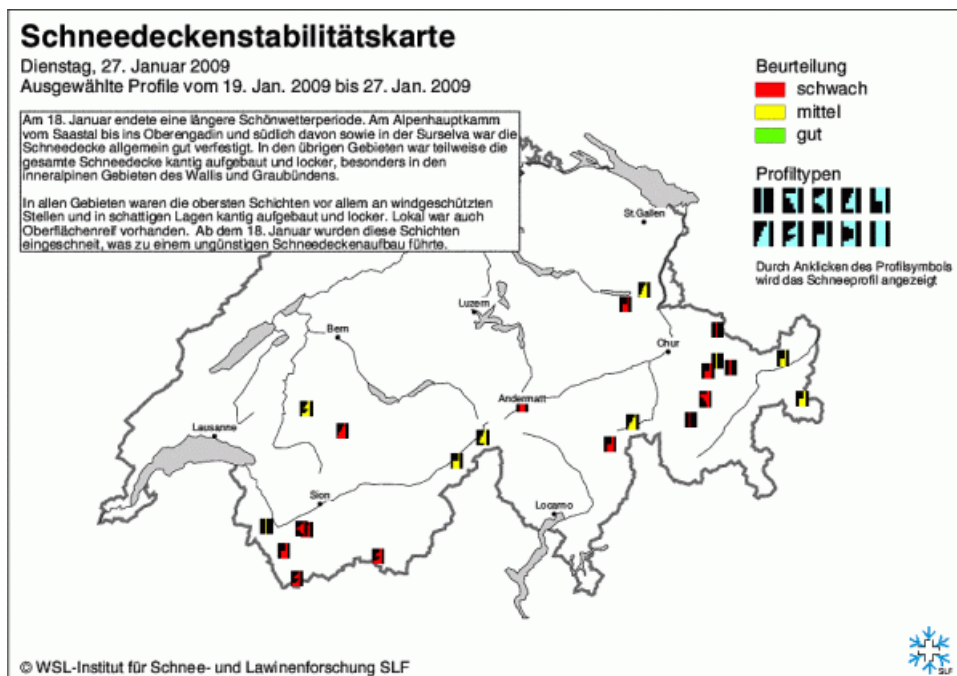 Schneedeckenstabilitätskarte
Dienstag, 27. Januar 2009
Ausgewählte Profile vom 19. Jan. 2009 bis 27. Jan. 2009
Am 18. Januar endete eine längere Schönwetterperiode. Am Alpenhauptkamm
vom Saastal bis ins Oberengadin und südlich davon sowie in der Surselva war die
Schneedecke allgemein gut verfestigt. In den übrigen Gebieten war teilweise die
gesamte Schneedecke kantig aufgebaut und locker, besonders in den
inneralpinen Gebieten des Wallis und Graubündens.
In allen Gebieten waren die obersten Schichten vor allem an windgeschützten
Stellen und in schattigen Lagen kantig aufgebaut und locker. Lokal war auch
Oberflächenreif vorhanden. Ab dem 18. Januar wurden diese Schichten
eingeschneit, was zu einem ungünstigen Schneedeckenaufbau führte.
Beurteilung
schwach
mittel
gut
Profiltypen
Durch Anklicken des Profilsymbols
wird das Schneeprofil angezeigt
St.Gallen
Luzern
Bern
Chur
Andermatt
Lausanne
Sion
Locarno
© WSL-Institut für Schnee- und Lawinenforschung SLF
SLF